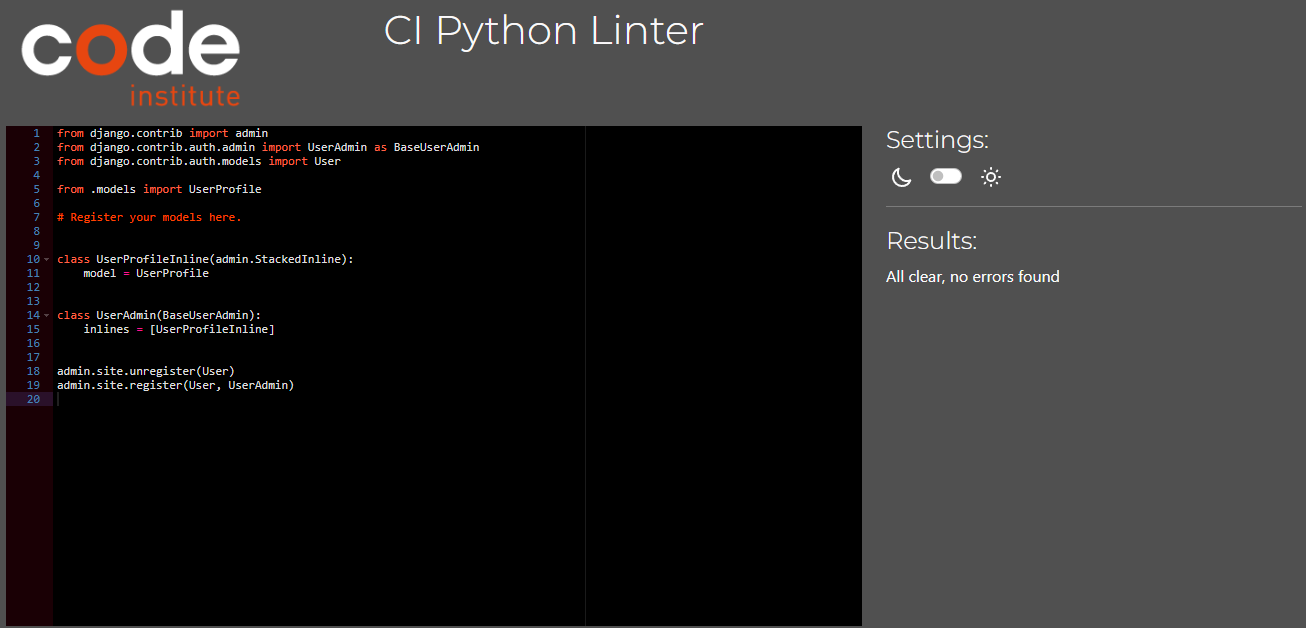 code
institute
CI Python Linter
1 from django.contrib import admin
2 from django.contrib.auth.admin import UserAdmin as BaseUserAdmin
3 from django.contrib.auth.models import User
4
5 from .models import UserProfile
6
7 # Register your models here.
8
9
10 class UserProfileInline(admin.StackedInline):
11     model = UserProfile
12
13
14 class UserAdmin(BaseUserAdmin):
15     inlines = [UserProfileInline]
16
17
18 admin.site.unregister(User)
19 admin.site.register(User, UserAdmin)
20
Settings:
Results:
All clear, no errors found